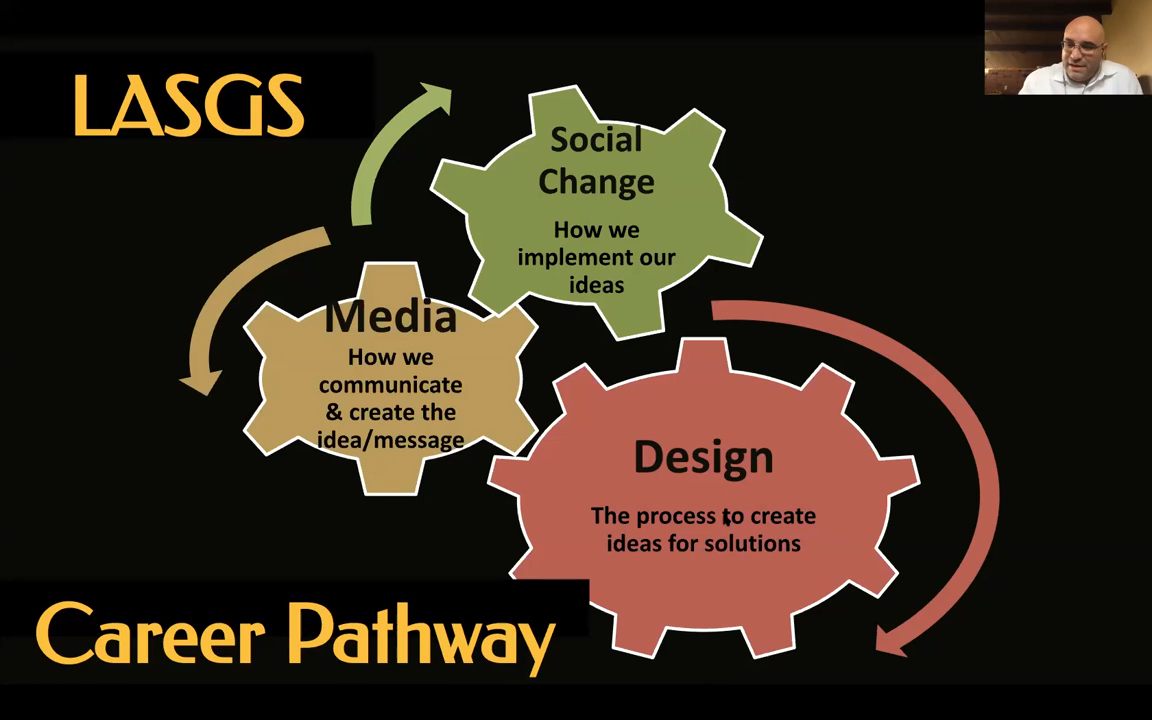 LASGS
Social
Change
How we
implement our
ideas
Media
How we
communicate
& create the
idea/message
Design
The process to create
ideas for solutions
Career Pathway